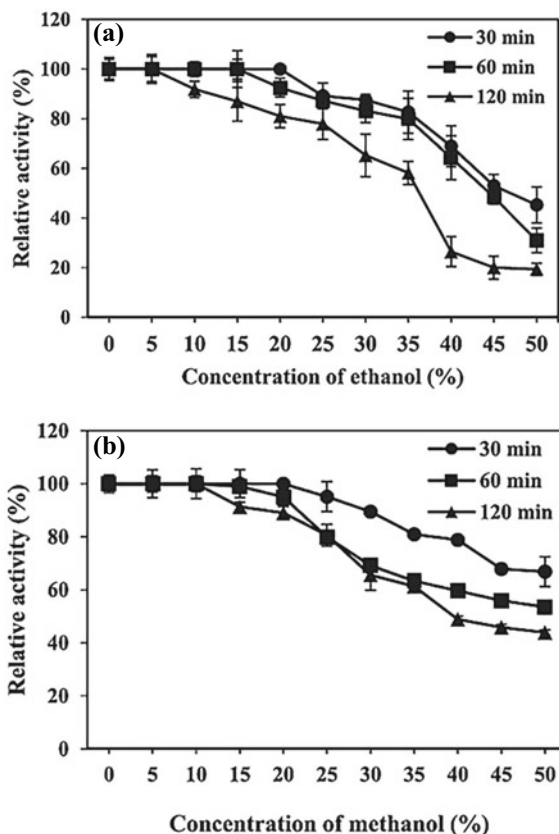 (a)
30 min
60 min
120 min
120
100
80
60
40
20
0
Relative activity (%)
0 5 10 15 20 25 30 35 40 45 50
Concentration of ethanol (%)
(b)
30 min
60 min
120 min
120
100
80
60
40
20
0
Relative activity (%)
0 5 10 15 20 25 30 35 40 45 50
Concentration of methanol (%)